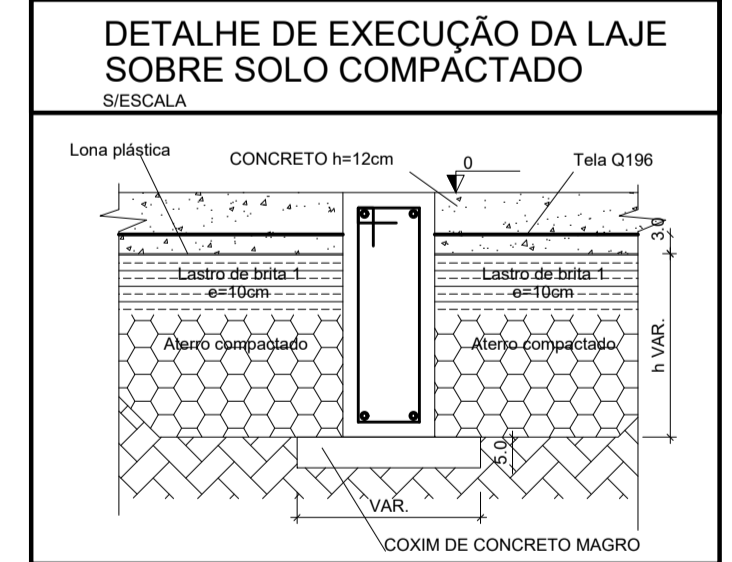 DETALHE DE EXECUÇÃO DA LAJE
SOBRE SOLO COMPACTADO
S/ESCALA
Lona plástica
CONCRETO h=12cm
0
Tela Q196
3.0
Lastro de brita 1
e=10cm
Lastro de brita 1
e=10cm
Aterro compactado
Aterro compactado
h VAR.
5.0
VAR.
COXIM DE CONCRETO MAGRO